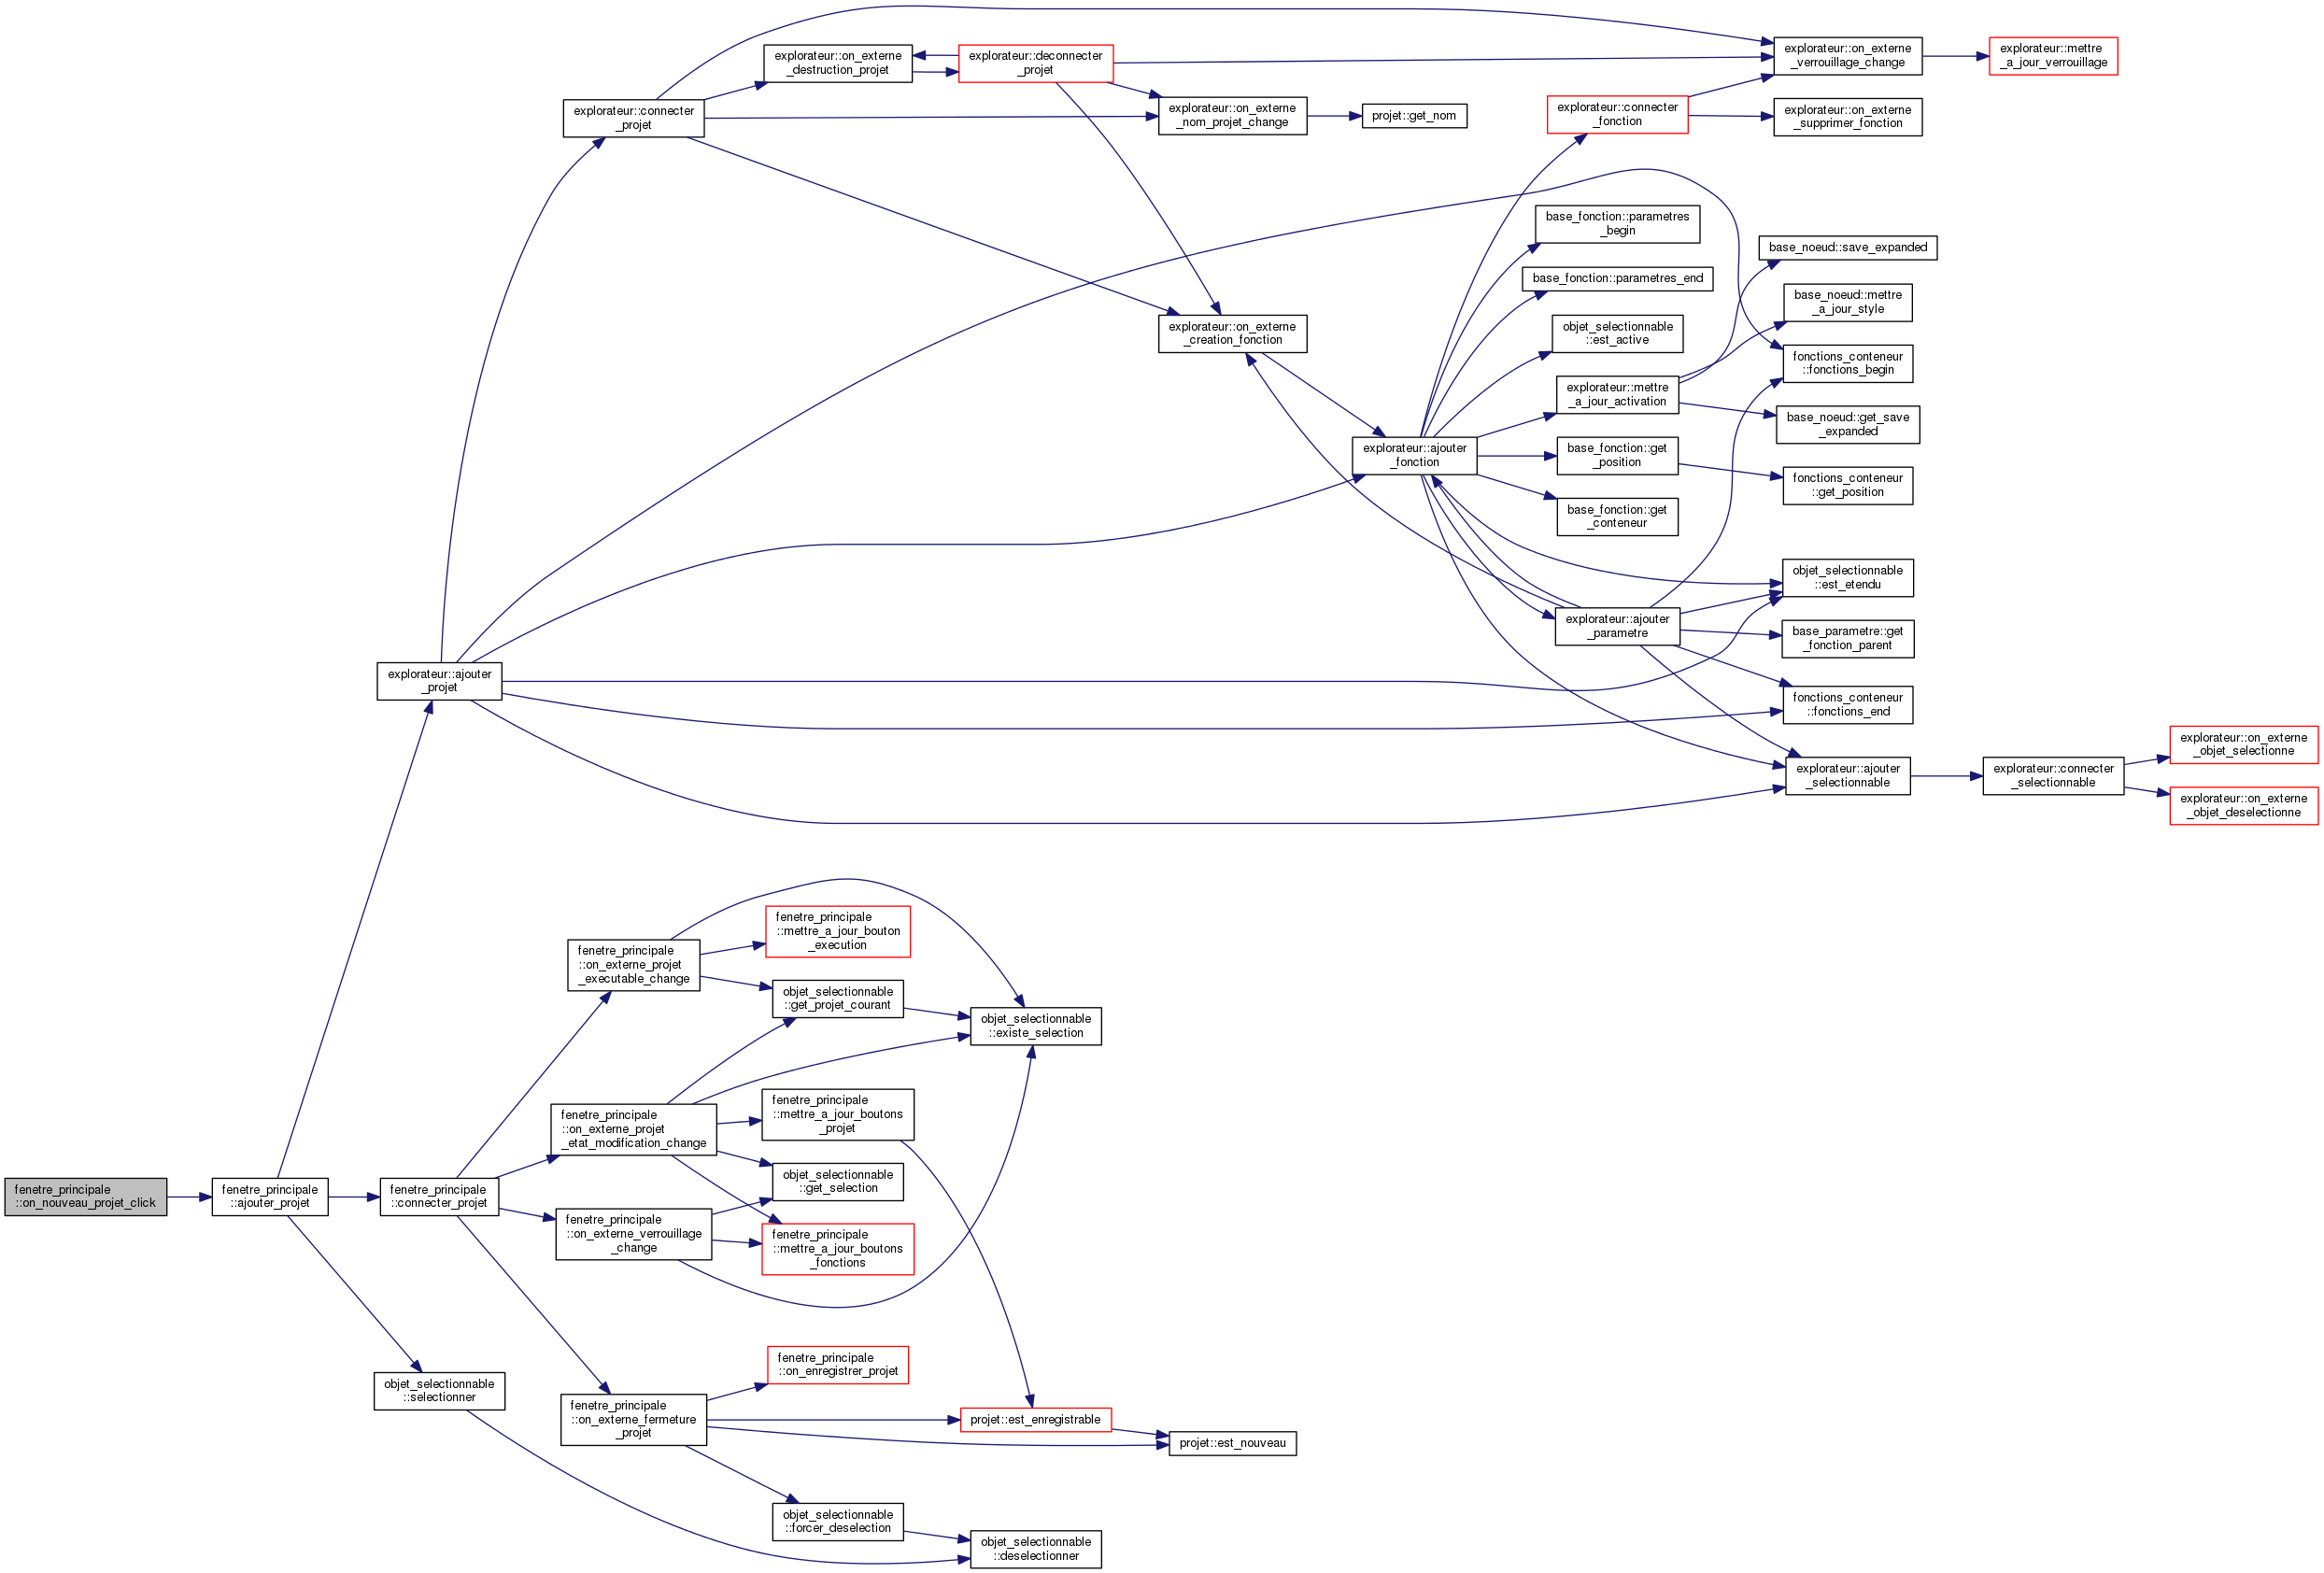 explorateur::on_externe
_verrouillage_change
explorateur::mettre
_a_jour_verrouillage
explorateur::on_externe
_destruction_projet
explorateur::deconnecter
_projet
explorateur::connecter
_projet
explorateur::on_externe
_nom_projet_change
projet::get_nom
explorateur::connecter
_fonction
explorateur::on_externe
_supprimer_fonction
base_fonction::parametres
_begin
base_noeud::save_expanded
base_fonction::parametres_end
base_noeud::mettre
_a_jour_style
explorateur::on_externe
_creation_fonction
objet_selectionnable
::est_active
fonctions_conteneur
::fonctions_begin
explorateur::mettre
_a_jour_activation
base_noeud::get_save
_expanded
explorateur::ajouter
_fonction
base_fonction::get
_position
fonctions_conteneur
::get_position
base_fonction::get
_conteneur
objet_selectionnable
::est_etendu
explorateur::ajouter
_parametre
base_parametre::get
_fonction_parent
explorateur::ajouter
_projet
fonctions_conteneur
::fonctions_end
explorateur::ajouter
_selectionnable
explorateur::connecter
_selectionnable
explorateur::on_externe
_objet_selectionne
explorateur::on_externe
_objet_deselectionne
fenetre_principale
::mettre_a_jour_bouton
_execution
fenetre_principale
::on_externe_projet
_executable_change
objet_selectionnable
::get_projet_courant
objet_selectionnable
::existe_selection
fenetre_principale
::on_externe_projet
_etat_modification_change
fenetre_principale
::mettre_a_jour_boutons
_projet
objet_selectionnable
::get_selection
fenetre_principale
::on_nouveau_projet_click
fenetre_principale
::ajouter_projet
fenetre_principale
::connecter_projet
fenetre_principale
::on_externe_verrouillage
_change
fenetre_principale
::mettre_a_jour_boutons
_fonctions
fenetre_principale
::on_enregistrer_projet
objet_selectionnable
::selectionner
fenetre_principale
::on_externe_fermeture
_projet
projet::est_enregistrable
projet::est_nouveau
objet_selectionnable
::forcer_deselection
objet_selectionnable
::deselectionner